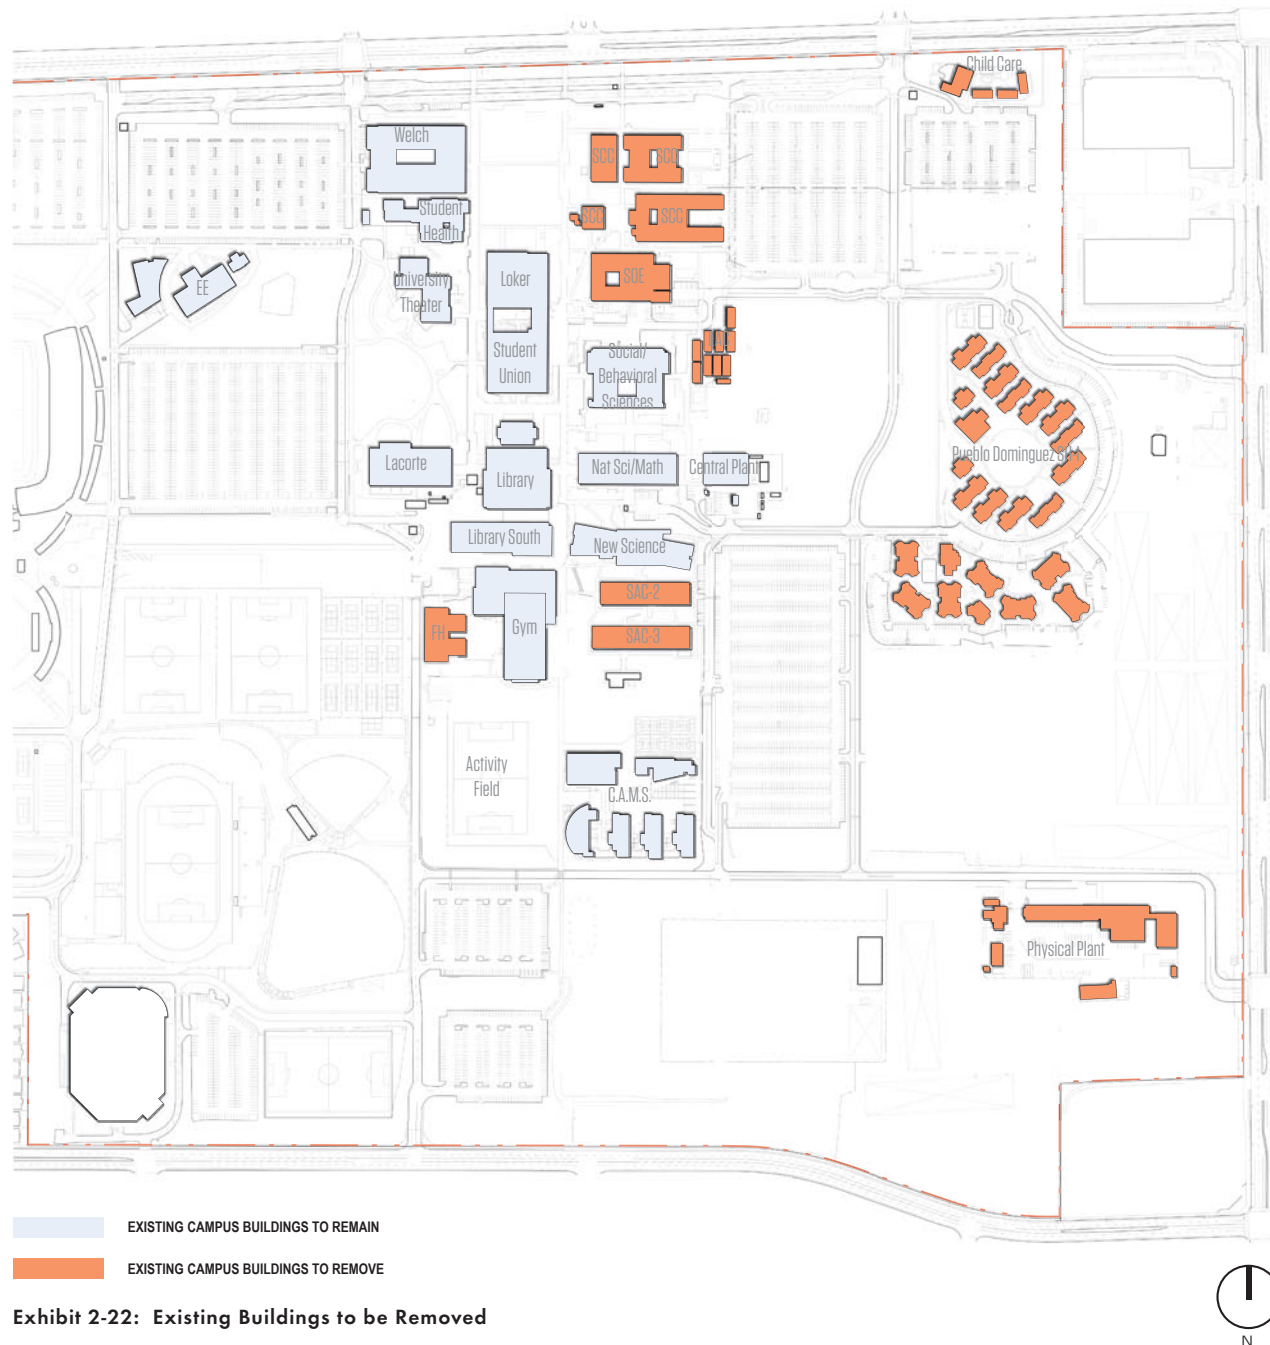 Child Care
Welch
SCC
SCC
Student
Health
SCC
SCC
University
Theater
Loker
Student
Union
EE
SOE
Social/
Behavioral
Sciences
Pueblo Dominguez
Lacorte
Library
Nat Sci/Math
Central Plant
Library South
New Science
SAC-2
FH
Gym
SAC-3
Activity
Field
C.A.M.S.
Physical Plant
EXISTING CAMPUS BUILDINGS TO REMAIN
EXISTING CAMPUS BUILDINGS TO REMOVE
Exhibit 2-22: Existing Buildings to be Removed
N